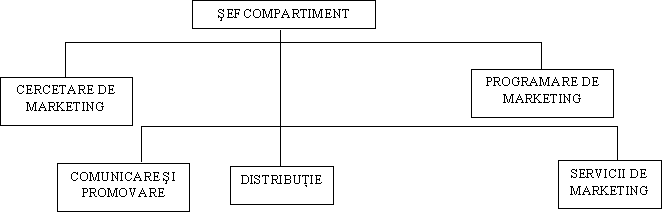 ŞEF COMPARTIMENT
CERCETARE DE
MARKETING
PROGRAMARE DE
MARKETING
COMUNICARE ŞI
PROMOVARE
DISTRIBUŢIE
SERVICII DE
MARKETING